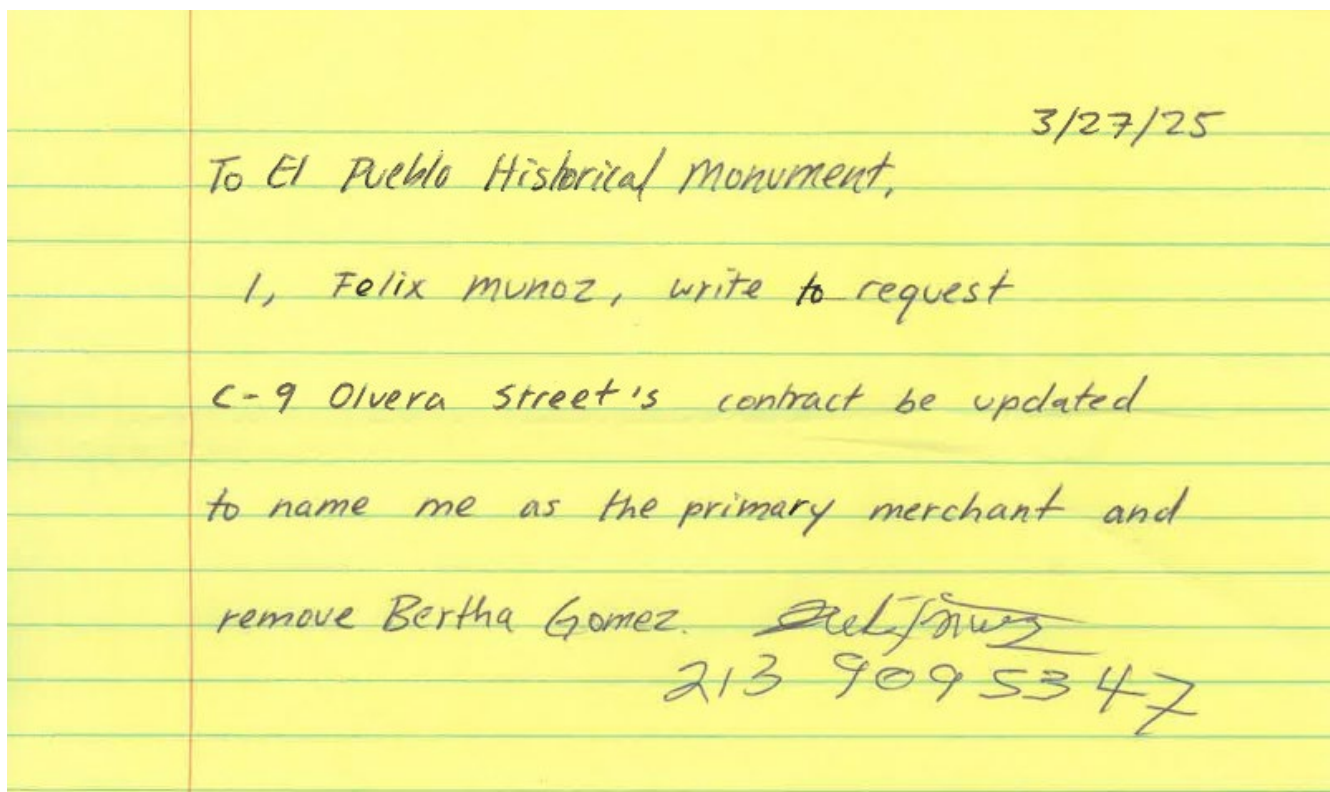 3/27/25
To El Pueblo Historical Monument,
I, Felix Munoz, write to request
C-9 Olvera Street's contract be updated
to name me as the primary merchant and
remove Bertha Gomez.
213 909 5347